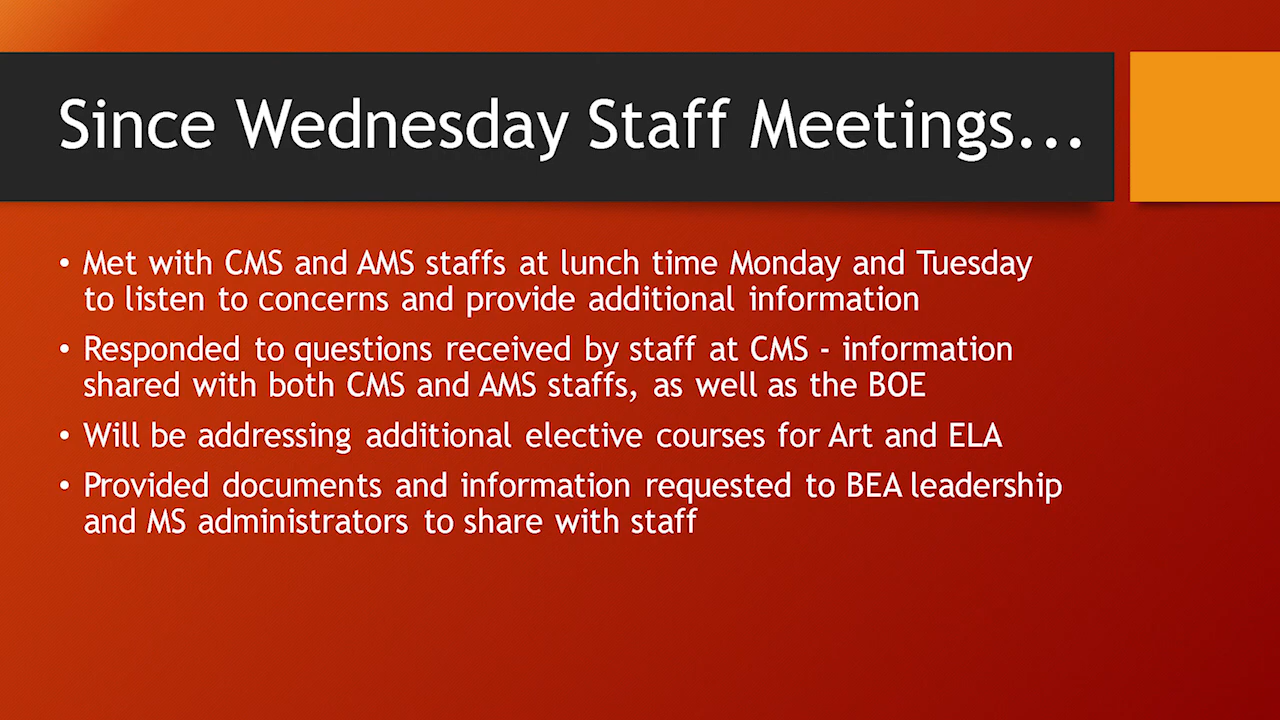 Since Wednesday Staff Meetings...
• Met with CMS and AMS staffs at lunch time Monday and Tuesday
to listen to concerns and provide additional information
• Responded to questions received by staff at CMS - information
shared with both CMS and AMS staffs, as well as the BOE
• Will be addressing additional elective courses for Art and ELA
• Provided documents and information requested to BEA leadership
and MS administrators to share with staff